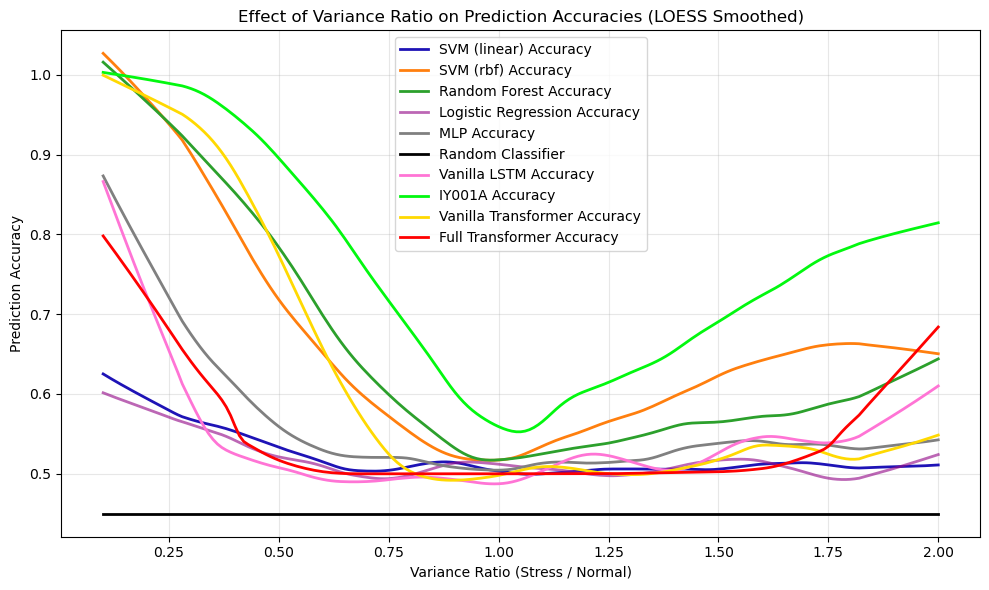 Effect of Variance Ratio on Prediction Accuracies (LOESS Smoothed)
SVM (linear) Accuracy
SVM (rbf) Accuracy
Random Forest Accuracy
Logistic Regression Accuracy
MLP Accuracy
Random Classifier
Vanilla LSTM Accuracy
IY001A Accuracy
Vanilla Transformer Accuracy
Full Transformer Accuracy
Prediction Accuracy
1.0
0.9
0.8
0.7
0.6
0.5
0.25 0.50 0.75 1.00 1.25 1.50 1.75 2.00
Variance Ratio (Stress / Normal)